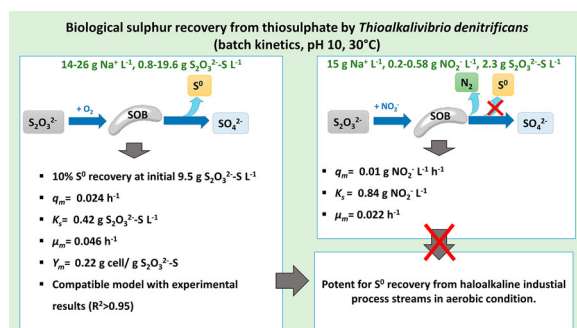 Biological sulphur recovery from thiosulphate by Thioalkalivibrio denitrificans
(batch kinetics, pH 10, 30°C)
14-26 g Na⁺ L⁻¹, 0.8-19.6 g S₂O₃²⁻-S L⁻¹
S⁰
S₂O₃²⁻
+ O₂
SOB
SO₄²⁻
▪ 10% S⁰ recovery at initial 9.5 g S₂O₃²⁻-S L⁻¹
▪ qₘ= 0.024 h⁻¹
▪ Kₛ= 0.42 g S₂O₃²⁻-S L⁻¹
▪ μₘ= 0.046 h⁻¹
▪ Yₘ= 0.22 g cell/ g S₂O₃²⁻-S
▪ Compatible model with experimental
results (R²>0.95)
15 g Na⁺ L⁻¹, 0.2-0.58 g NO₂⁻ L⁻¹, 2.3 g S₂O₃²⁻-S L⁻¹
N₂
S⁰
S₂O₃²⁻
+ NO₂⁻
SOB
SO₄²⁻
▪ qₘ= 0.01 g NO₂⁻ L⁻¹ h⁻¹
▪ Kₛ= 0.84 g NO₂⁻ L⁻¹
▪ μₘ= 0.022 h⁻¹
Potent for S⁰ recovery from haloalkaline industial
process streams in aerobic condition.